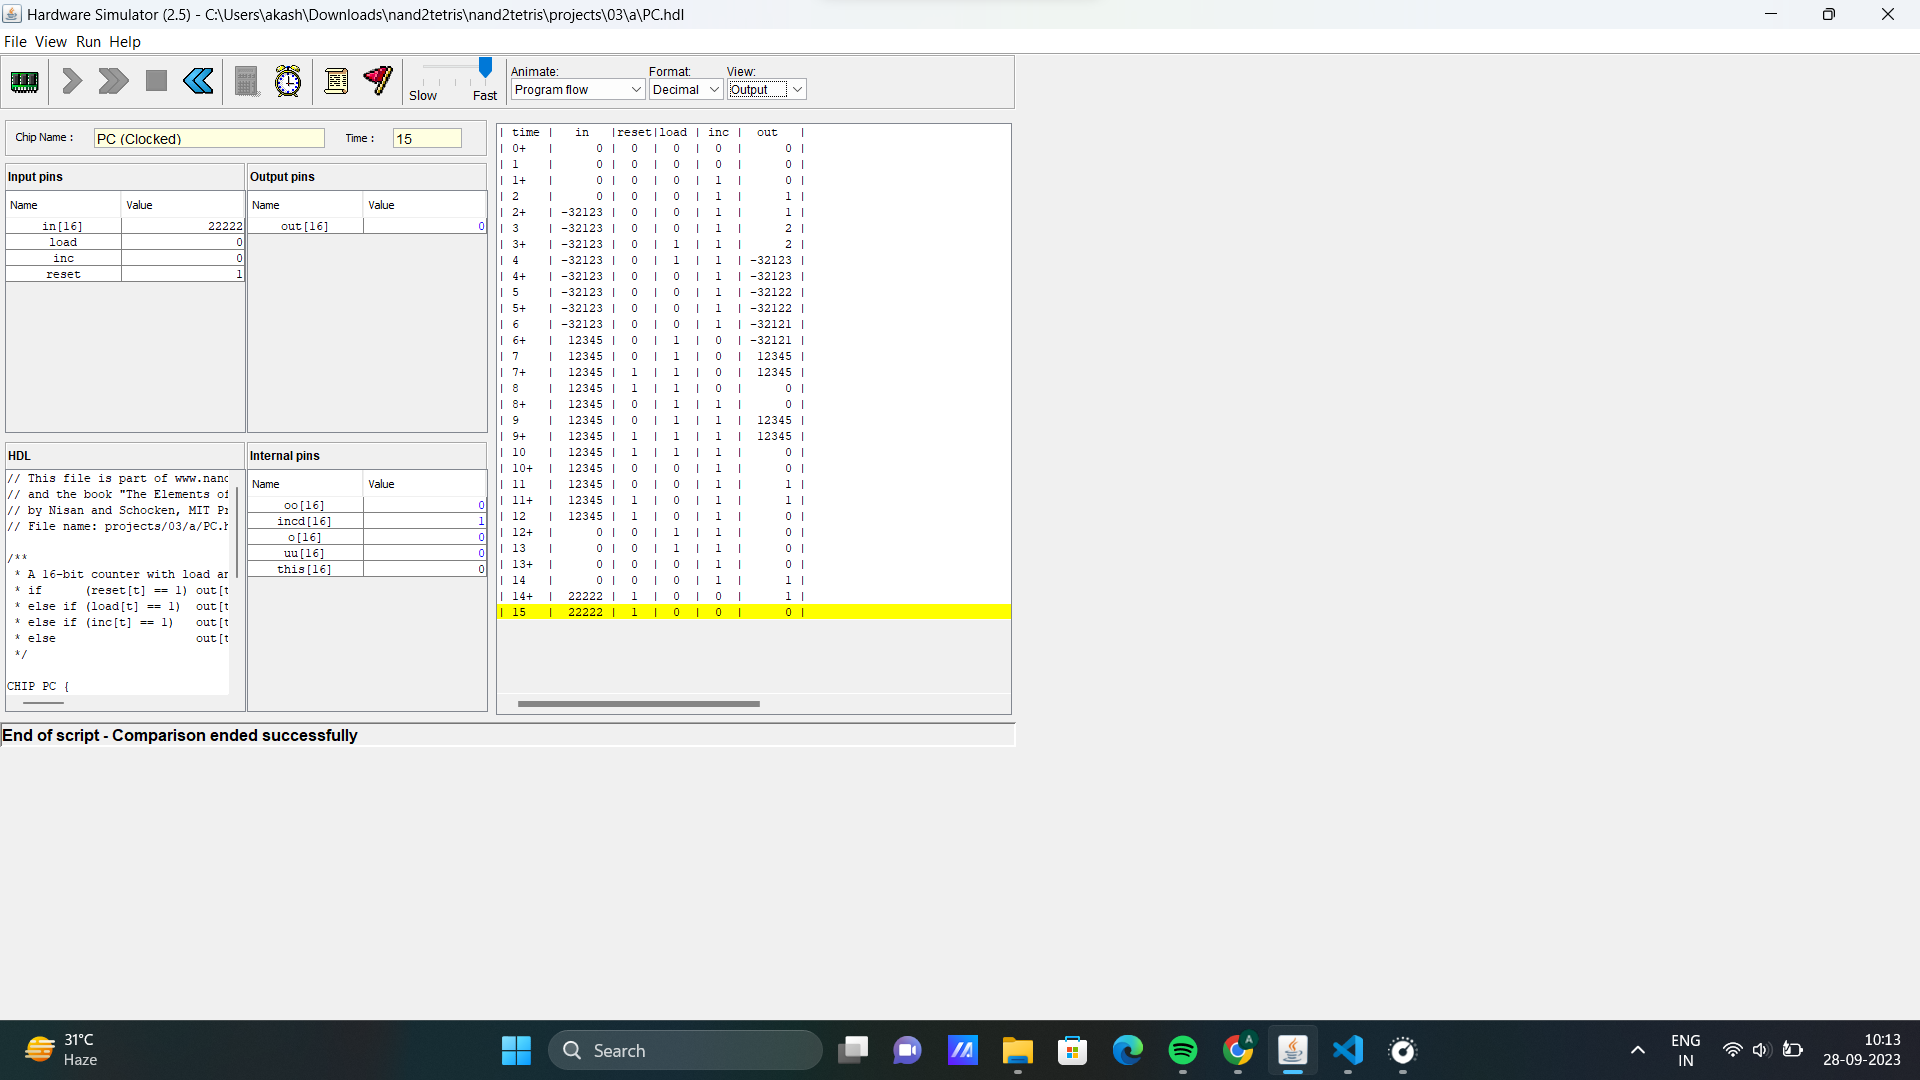 Hardware Simulator (2.5) - C:\Users\akash\Downloads\nand2tetris\nand2tetris\projects\03\a\PC.hdl
File View Run Help
Slow Fast
Animate: Format: View:
Program flow Decimal Output
Chip Name : PC (Clocked) Time : 15
Input pins
Name Value
in[16] 22222
load 0
inc 0
reset 1
Output pins
Name Value
out[16] 0
HDL
// This file is part of www.nand
// and the book "The Elements of
// by Nisan and Schocken, MIT Pr
// File name: projects/03/a/PC.h
/**
* A 16-bit counter with load an
* if (reset[t] == 1) out[t
* else if (load[t] == 1) out[t
* else if (inc[t] == 1) out[t
* else out[t
*/
CHIP PC {
Internal pins
Name Value
oo[16] 0
incd[16] 1
o[16] 0
uu[16] 0
this[16] 0
| time | in |reset|load | inc | out |
| 0+ | 0 | 0 | 0 | 0 | 0 |
| 1 | 0 | 0 | 0 | 0 | 0 |
| 1+ | 0 | 0 | 0 | 1 | 0 |
| 2 | 0 | 0 | 0 | 1 | 1 |
| 2+ | -32123 | 0 | 0 | 1 | 1 |
| 3 | -32123 | 0 | 0 | 1 | 2 |
| 3+ | -32123 | 0 | 1 | 1 | 2 |
| 4 | -32123 | 0 | 1 | 1 | -32123 |
| 4+ | -32123 | 0 | 0 | 1 | -32123 |
| 5 | -32123 | 0 | 0 | 1 | -32122 |
| 5+ | -32123 | 0 | 0 | 1 | -32122 |
| 6 | -32123 | 0 | 0 | 1 | -32121 |
| 6+ | 12345 | 0 | 1 | 0 | -32121 |
| 7 | 12345 | 0 | 1 | 0 | 12345 |
| 7+ | 12345 | 1 | 1 | 0 | 12345 |
| 8 | 12345 | 1 | 1 | 0 | 0 |
| 8+ | 12345 | 0 | 1 | 1 | 0 |
| 9 | 12345 | 0 | 1 | 1 | 12345 |
| 9+ | 12345 | 1 | 1 | 1 | 12345 |
| 10 | 12345 | 1 | 1 | 1 | 0 |
| 10+ | 12345 | 0 | 0 | 1 | 0 |
| 11 | 12345 | 0 | 0 | 1 | 1 |
| 11+ | 12345 | 1 | 0 | 1 | 1 |
| 12 | 12345 | 1 | 0 | 1 | 0 |
| 12+ | 0 | 0 | 1 | 1 | 0 |
| 13 | 0 | 0 | 1 | 1 | 0 |
| 13+ | 0 | 0 | 0 | 1 | 0 |
| 14 | 0 | 0 | 0 | 1 | 1 |
| 14+ | 22222 | 1 | 0 | 0 | 1 |
| 15 | 22222 | 1 | 0 | 0 | 0 |
End of script - Comparison ended successfully
31°C
Haze
Search
A
ENG
IN
10:13
28-09-2023